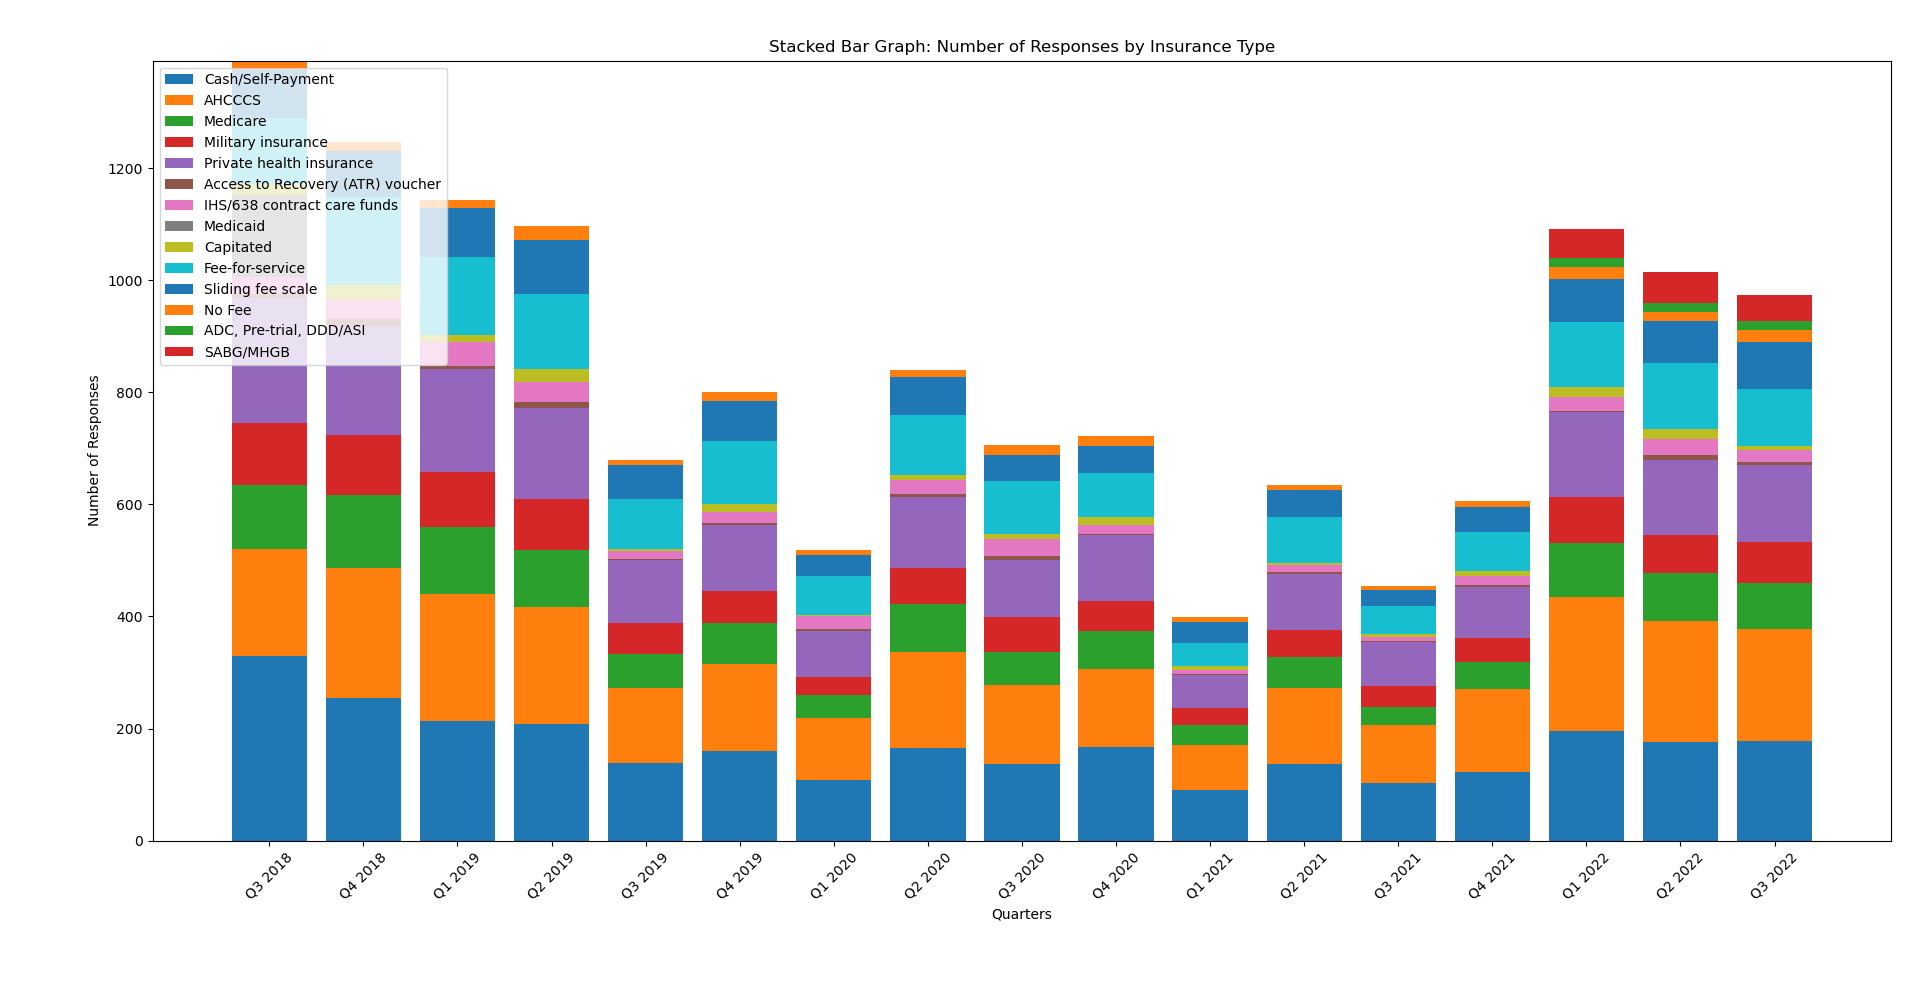 Stacked Bar Graph: Number of Responses by Insurance Type
Cash/Self-Payment
AHCCCS
Medicare
Military insurance
Private health insurance
Access to Recovery (ATR) voucher
IHS/638 contract care funds
Medicaid
Capitated
Fee-for-service
Sliding fee scale
No Fee
ADC, Pre-trial, DDD/ASI
SABG/MHGB
Number of Responses
1200
1000
800
600
400
200
0
Q3 2018
Q4 2018
Q1 2019
Q2 2019
Q3 2019
Q4 2019
Q1 2020
Q2 2020
Q3 2020
Q4 2020
Q1 2021
Q2 2021
Q3 2021
Q4 2021
Q1 2022
Q2 2022
Q3 2022
Quarters